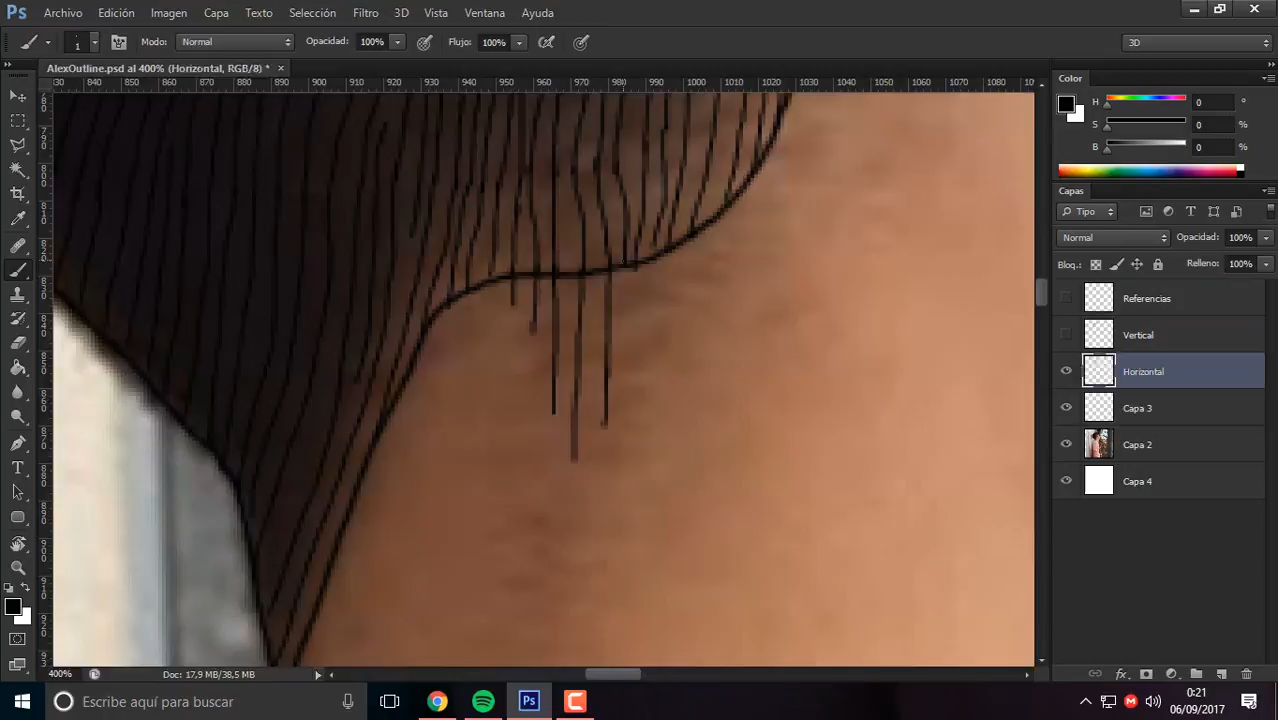 Ps Archivo Edición Imagen Capa Texto Selección Filtro 3D Vista Ventana Ayuda
1 Modo: Normal Opacidad: 100% Flujo: 100% 3D
AlexOutline.psd al 400% (Horizontal, RGB/8) * ×
860 870 880 890 900 910 920 930 940 950 960 970 980 990 1000 1010 1020 1030 1040 1050 1060 1070 1080
Color
H 0 °
S 0 %
B 0 %
Capas
Tipo
Normal Opacidad: 100%
Bloq.: Relleno: 100%
Referencias
Vertical
Horizontal
Capa 3
Capa 2
Capa 4
400% Doc: 17,9 MB/38,5 MB
Escribe aquí para buscar
Ps
0:21
06/09/2017